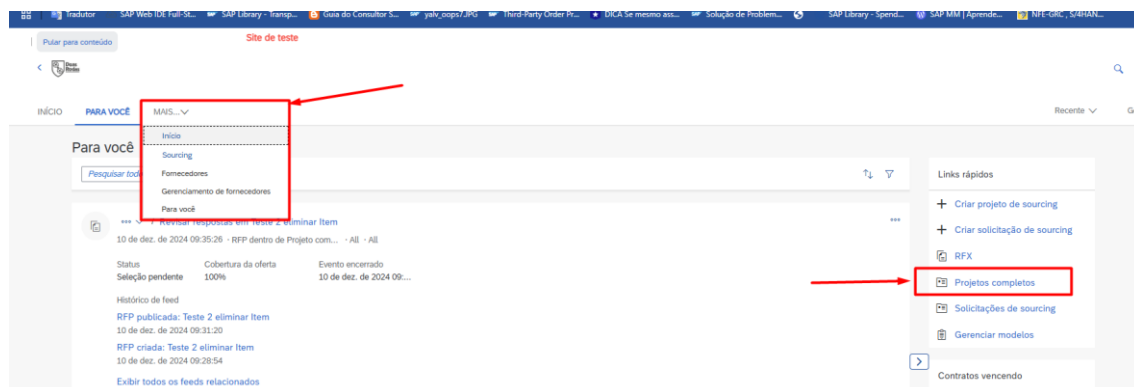 Tradutor SAP Web IDE Full-St... SAP Library - Transp... Guia do Consultor S... yalv_oops7JPG Third-Party Order Pr... DICA Se mesmo ass... Solução de Problem... SAP Library - Spend... SAP MM | Aprende... NFE-GRC , S/4HAN...
Pular para conteúdo
Site de teste
INÍCIO PARA VOCÊ MAIS... Recente
Início
Sourcing
Fornecedores
Gerenciamento de fornecedores
Para você
Para você
Pesquisar
Links rápidos
Criar projeto de sourcing
Criar solicitação de sourcing
RFX
Projetos completos
Solicitações de sourcing
Gerenciar modelos
Contratos vencendo
Revisar respostas em Teste 2 eliminar Item
10 de dez. de 2024 09:35:26 · RFP dentro de Projeto com... · All · All
Status Cobertura da oferta Evento encerrado
Seleção pendente 100% 10 de dez. de 2024 09:...
Histórico de feed
RFP publicada: Teste 2 eliminar Item
10 de dez. de 2024 09:31:20
RFP criada: Teste 2 eliminar Item
10 de dez. de 2024 09:28:54
Exibir todos os feeds relacionados